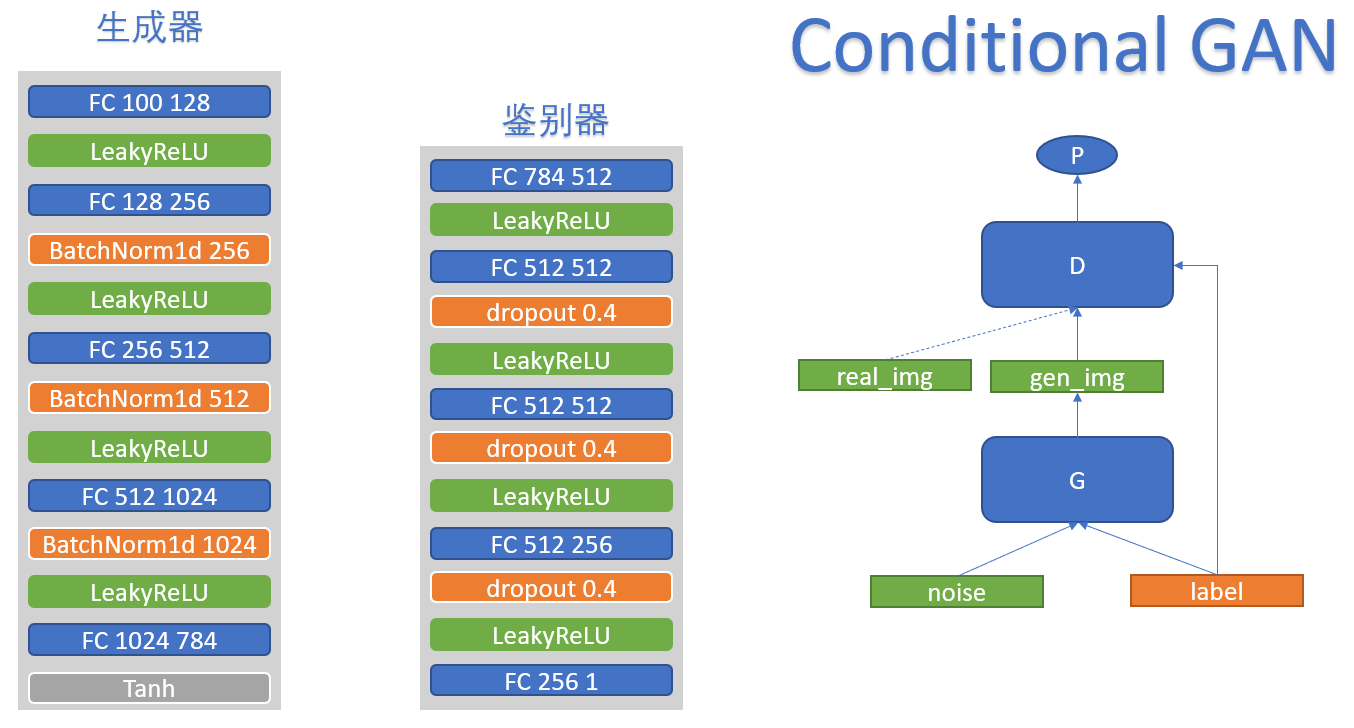 生成器
FC 100 128
LeakyReLU
FC 128 256
BatchNorm1d 256
LeakyReLU
FC 256 512
BatchNorm1d 512
LeakyReLU
FC 512 1024
BatchNorm1d 1024
LeakyReLU
FC 1024 784
Tanh
鉴别器
FC 784 512
LeakyReLU
FC 512 512
dropout 0.4
LeakyReLU
FC 512 512
dropout 0.4
LeakyReLU
FC 512 256
dropout 0.4
LeakyReLU
FC 256 1
Conditional GAN
P
D
real_img
gen_img
G
noise
label